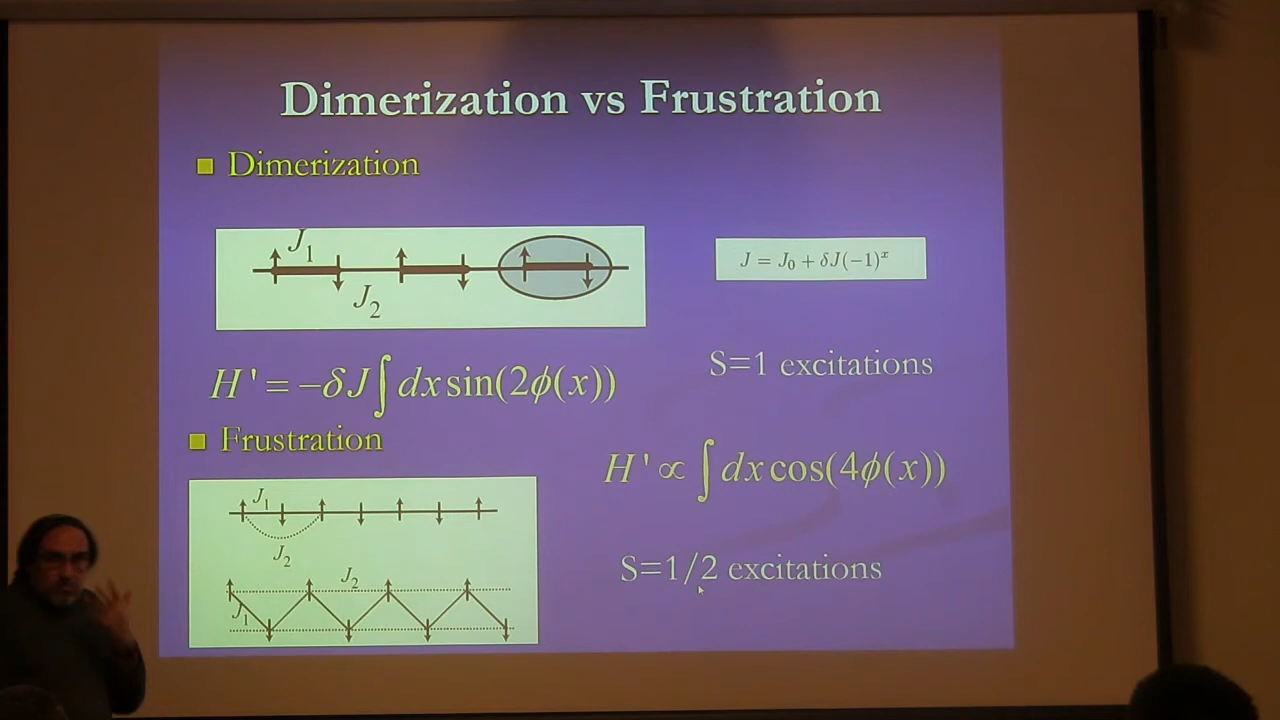 Dimerization vs Frustration
Dimerization
J₁
J₂
J = J₀ + δJ(−1)ˣ
H' = −δJ∫dx sin(2ϕ(x))
S=1 excitations
Frustration
H' ∝ ∫dx cos(4ϕ(x))
J₁
J₂
J₂
J₁
S=1/2 excitations